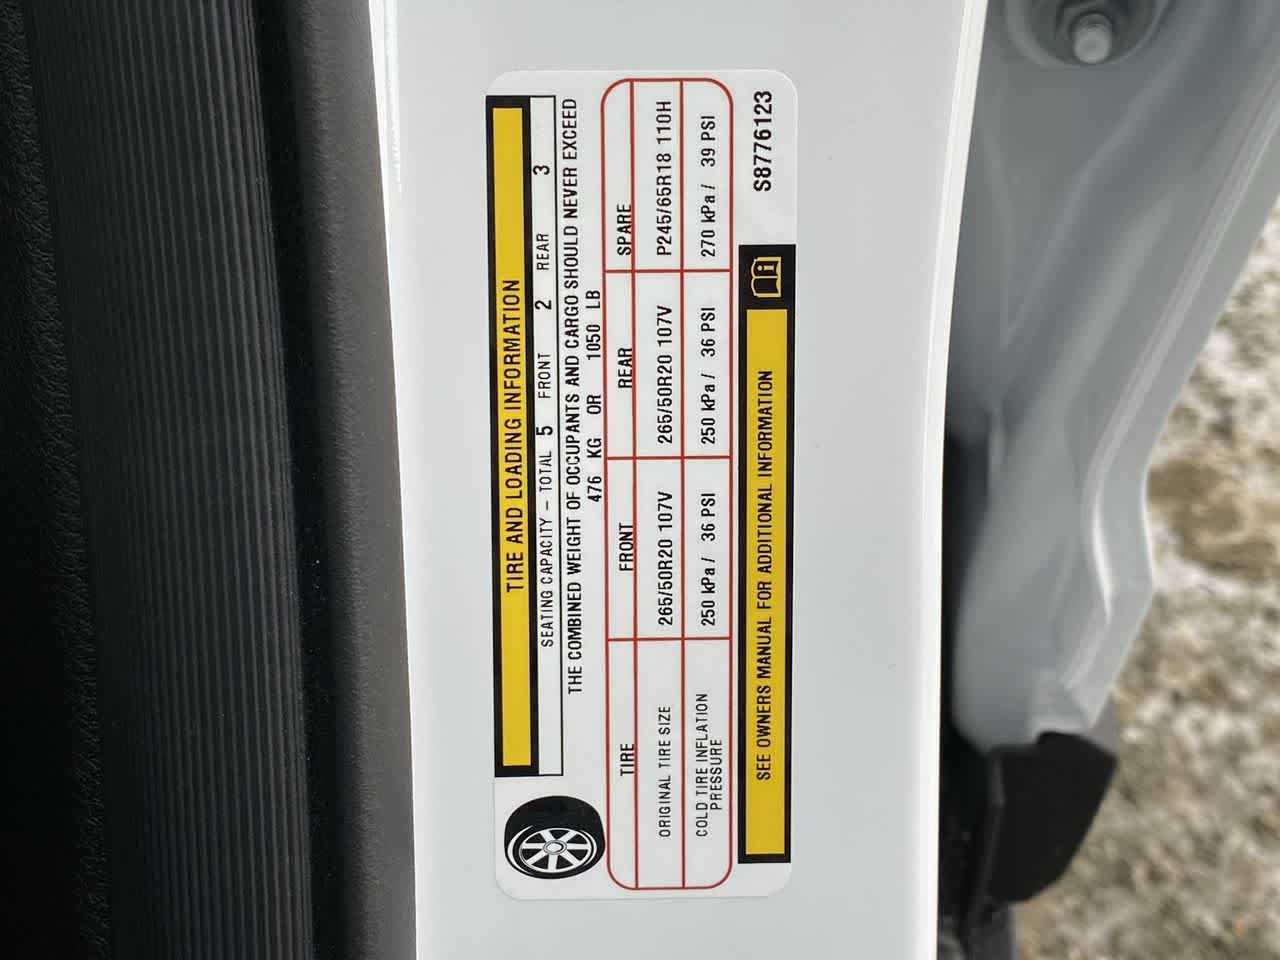 TIRE AND LOADING INFORMATION
SEATING CAPACITY – TOTAL 5 FRONT 2 REAR 3
THE COMBINED WEIGHT OF OCCUPANTS AND CARGO SHOULD NEVER EXCEED
476 KG OR 1050 LB
TIRE FRONT REAR SPARE
ORIGINAL TIRE SIZE 265/50R20 107V 265/50R20 107V P245/65R18 110H
COLD TIRE INFLATION PRESSURE 250 kPa / 36 PSI 250 kPa / 36 PSI 270 kPa / 39 PSI
SEE OWNERS MANUAL FOR ADDITIONAL INFORMATION
S8776123